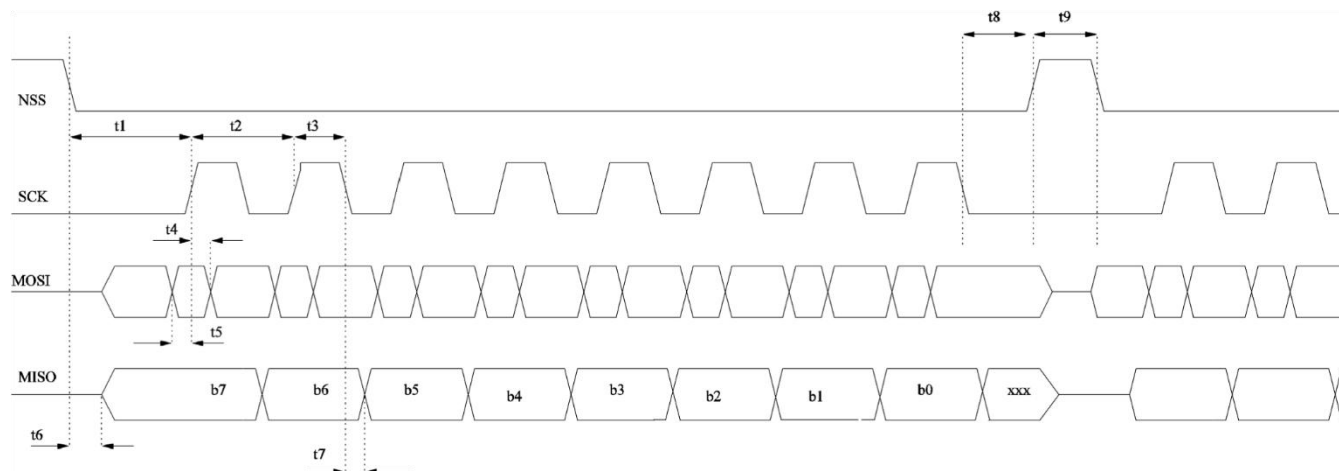 t8 t9
NSS
t1 t2 t3
SCK
t4
MOSI
t5
MISO b7 b6 b5 b4 b3 b2 b1 b0 xxx
t6
t7